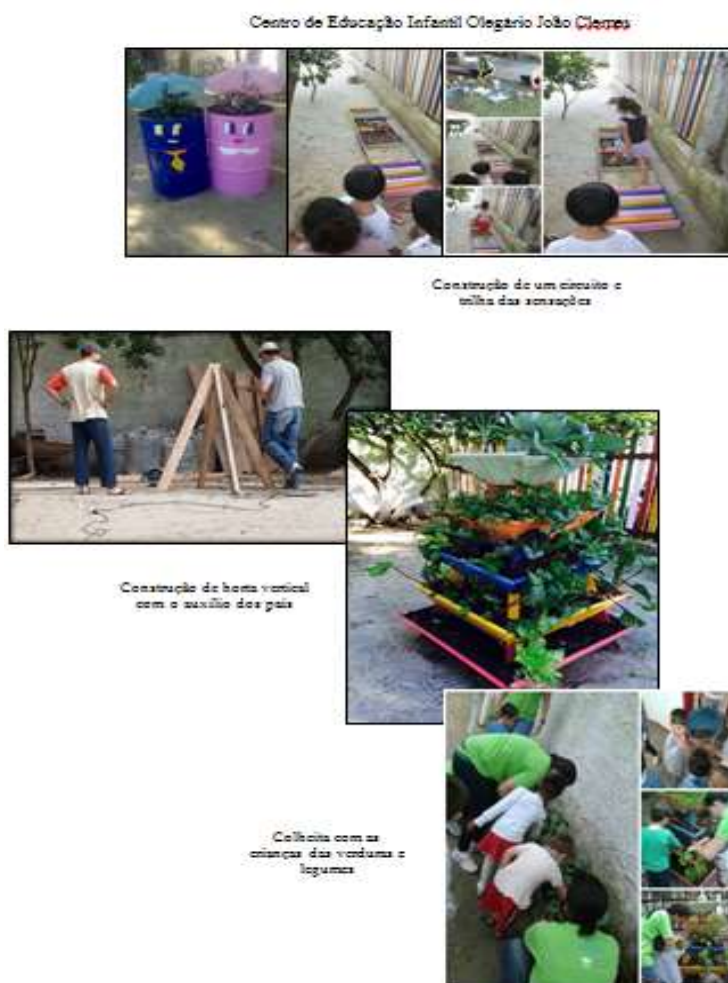 Centro de Educação Infantil Olegário João Clemes
Construção de um circuito e
trilha das sensações
Construção de horta vertical
com o auxílio dos pais
Colheita com as
crianças das verduras e
legumes